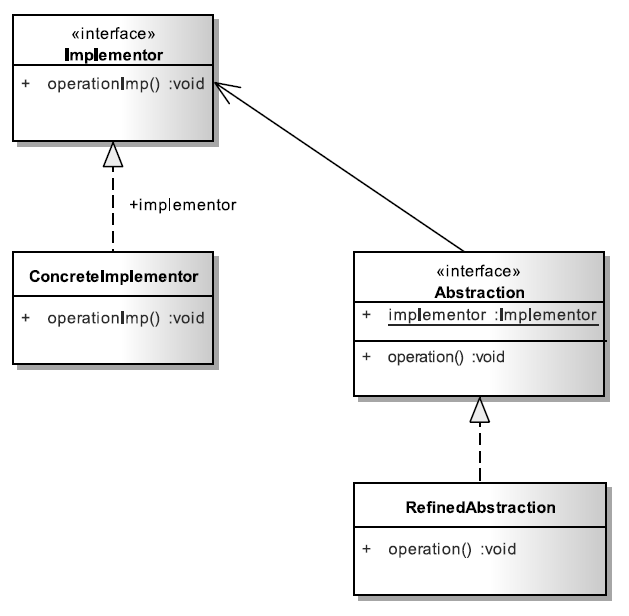 «interface»
Implementor
+ operationImp() :void
+implementor
ConcreteImplementor
+ operationImp() :void
«interface»
Abstraction
+ implementor :Implementor
+ operation() :void
RefinedAbstraction
+ operation() :void